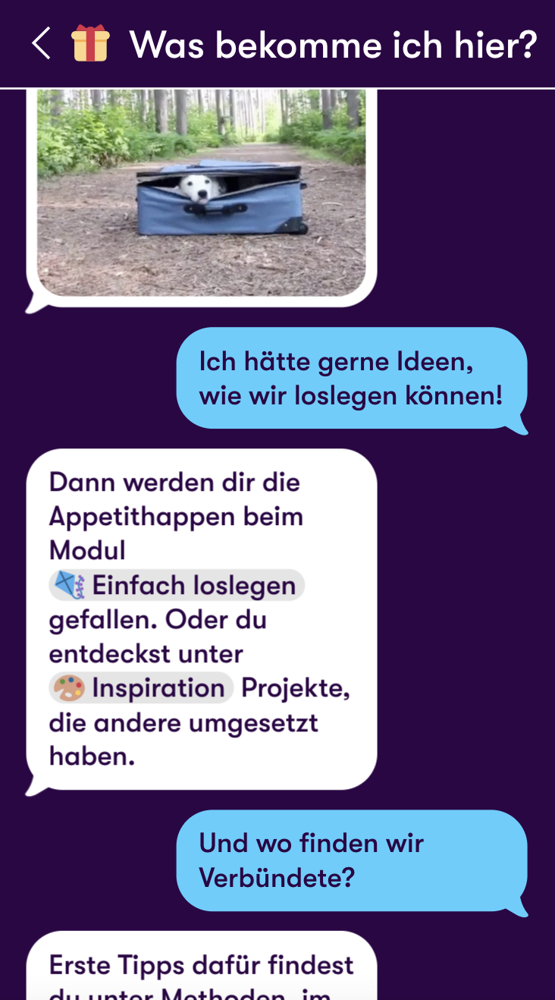 Was bekomme ich hier?
Ich hätte gerne Ideen,
wie wir loslegen können!
Dann werden dir die
Appetithappen beim
Modul
Einfach loslegen
gefallen. Oder du
entdeckst unter
Inspiration Projekte,
die andere umgesetzt
haben.
Und wo finden wir
Verbündete?
Erste Tipps dafür findest
du unter Methoden, im